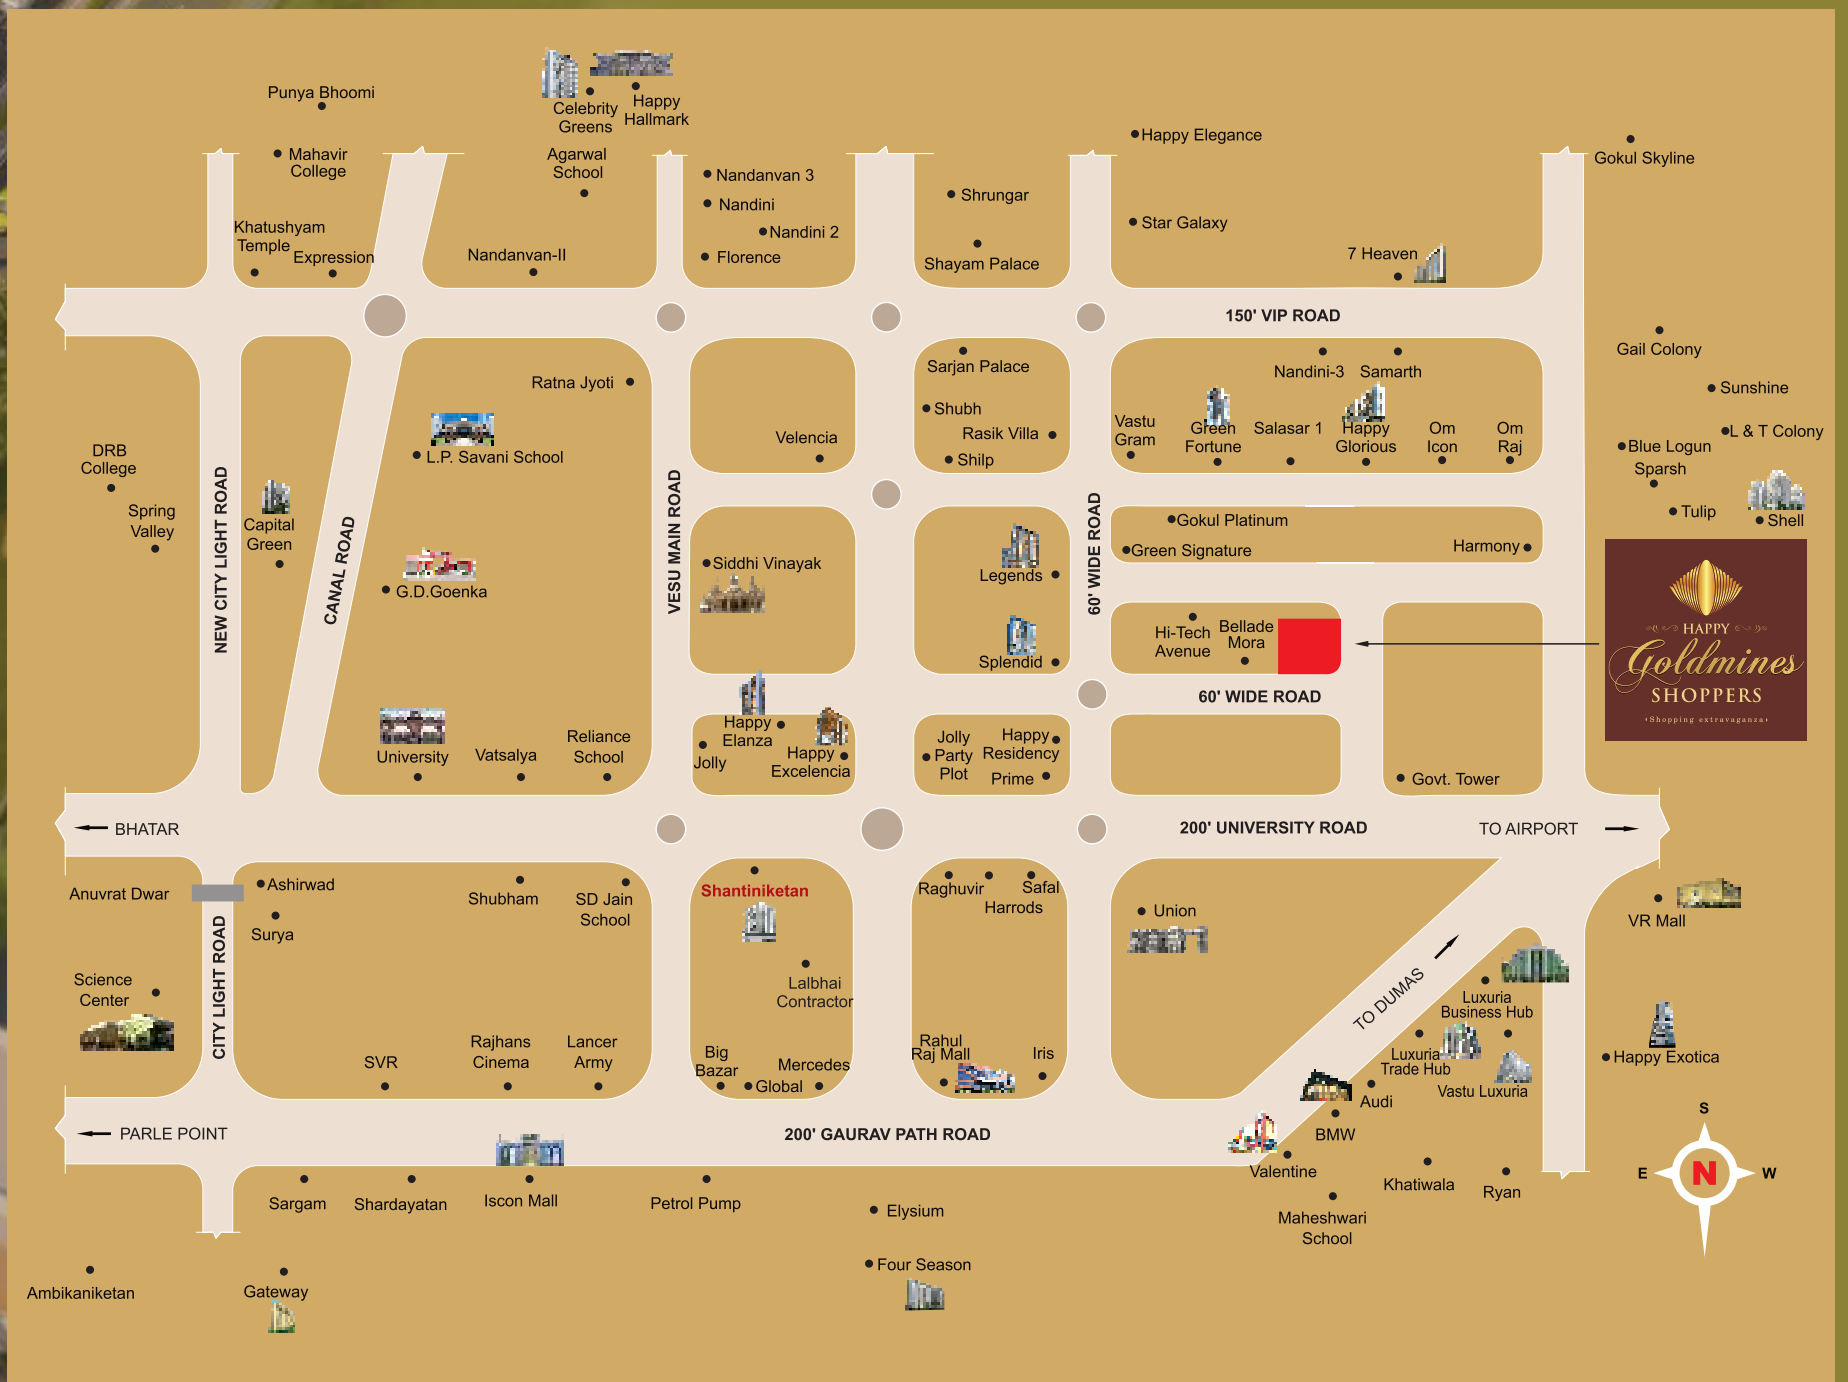 Punya Bhoomi
Mahavir
College
Khatushyam
Temple
Expression
Celebrity
Greens
Happy
Hallmark
Agarwal
School
Nandanvan-II
Nandanvan 3
Nandini
Nandini 2
Florence
Shrungar
Shayam Palace
Happy Elegance
Star Galaxy
7 Heaven
Gokul Skyline
150' VIP ROAD
Gail Colony
Sunshine
L & T Colony
Blue Logun
Sparsh
Tulip
Shell
DRB
College
Spring
Valley
NEW CITY LIGHT ROAD
Capital
Green
CANAL ROAD
Ratna Jyoti
L.P. Savani School
G.D.Goenka
University
Vatsalya
Reliance
School
VESU MAIN ROAD
Velencia
Siddhi Vinayak
Happy
Elanza
Jolly
Happy
Excelencia
Sarjan Palace
Shubh
Rasik Villa
Shilp
Legends
Splendid
Jolly
Party
Plot
Happy
Residency
Prime
60' WIDE ROAD
Nandini-3
Samarth
Vastu
Gram
Green
Fortune
Salasar 1
Happy
Glorious
Om
Icon
Om
Raj
Gokul Platinum
Green Signature
Harmony
Hi-Tech
Avenue
Bellade
Mora
60' WIDE ROAD
Govt. Tower
HAPPY
Goldmines
SHOPPERS
Shopping extravaganza
BHATAR
200' UNIVERSITY ROAD
TO AIRPORT
Anuvrat Dwar
Ashirwad
Surya
Science
Center
CITY LIGHT ROAD
Shubham
SD Jain
School
SVR
Rajhans
Cinema
Lancer
Army
Shantiniketan
Lalbhai
Contractor
Big
Bazar
Global
Mercedes
Raghuvir
Harrods
Safal
Rahul
Raj Mall
Iris
Union
TO DUMAS
VR Mall
Luxuria
Business Hub
Luxuria
Trade Hub
Vastu Luxuria
Happy Exotica
Audi
BMW
Valentine
Maheshwari
School
Khatiwala
Ryan
S
E
N
W
PARLE POINT
200' GAURAV PATH ROAD
Sargam
Shardayatan
Iscon Mall
Petrol Pump
Elysium
Four Season
Ambikaniketan
Gateway